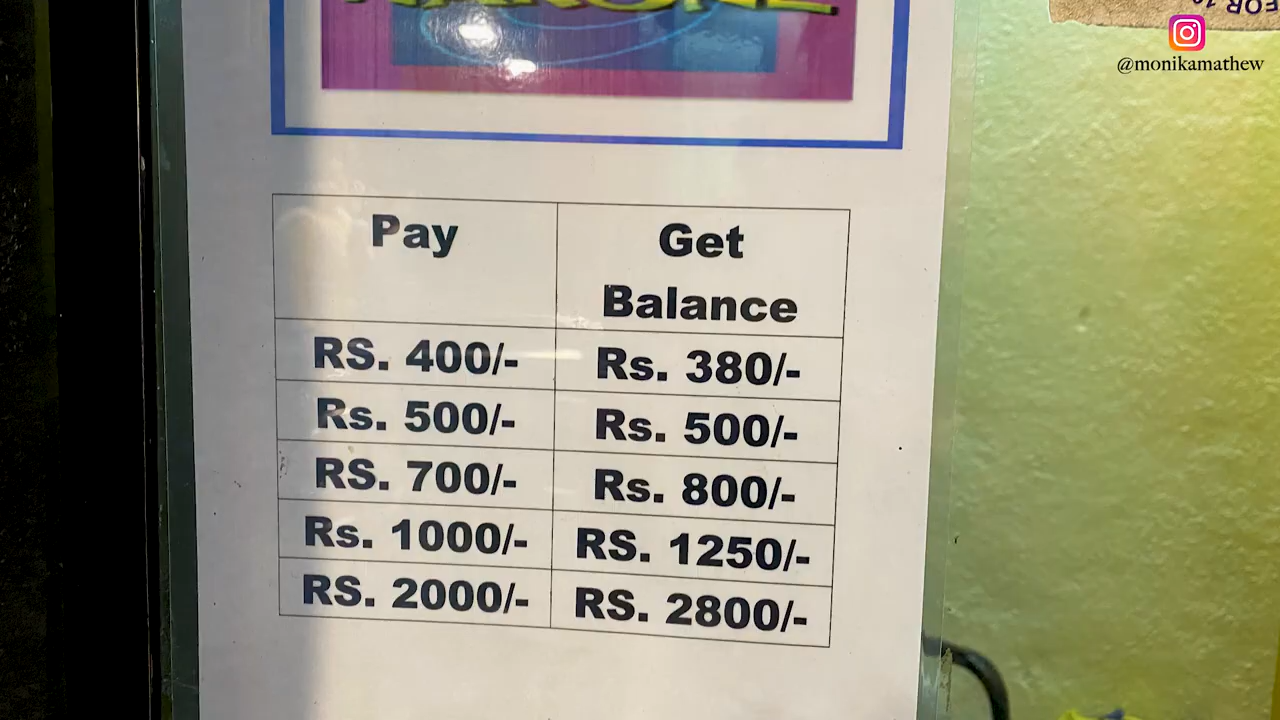 @monikamathew
Pay
Get
Balance
RS. 400/-
Rs. 380/-
Rs. 500/-
Rs. 500/-
RS. 700/-
Rs. 800/-
Rs. 1000/-
RS. 1250/-
RS. 2000/-
RS. 2800/-